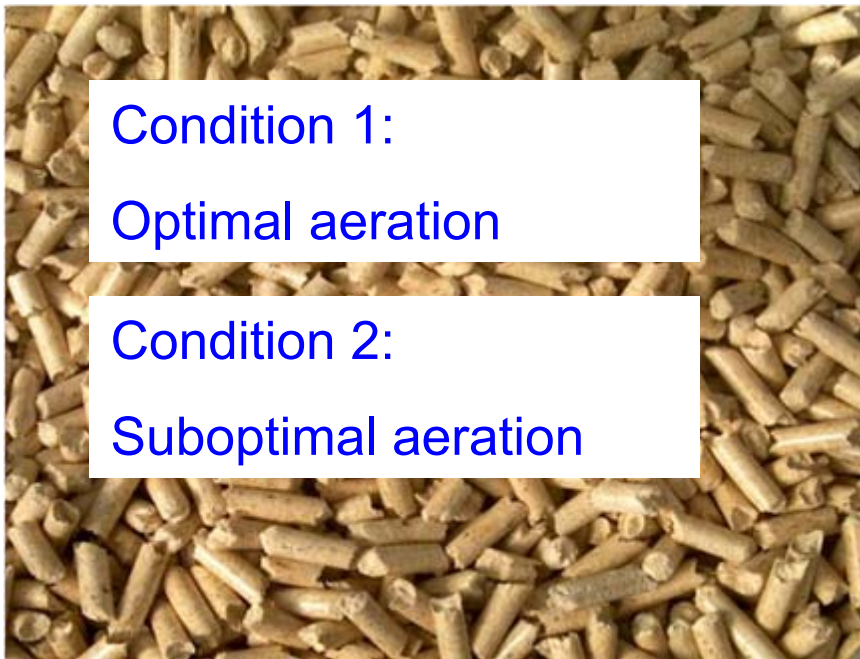 Condition 1:
Optimal aeration
Condition 2:
Suboptimal aeration